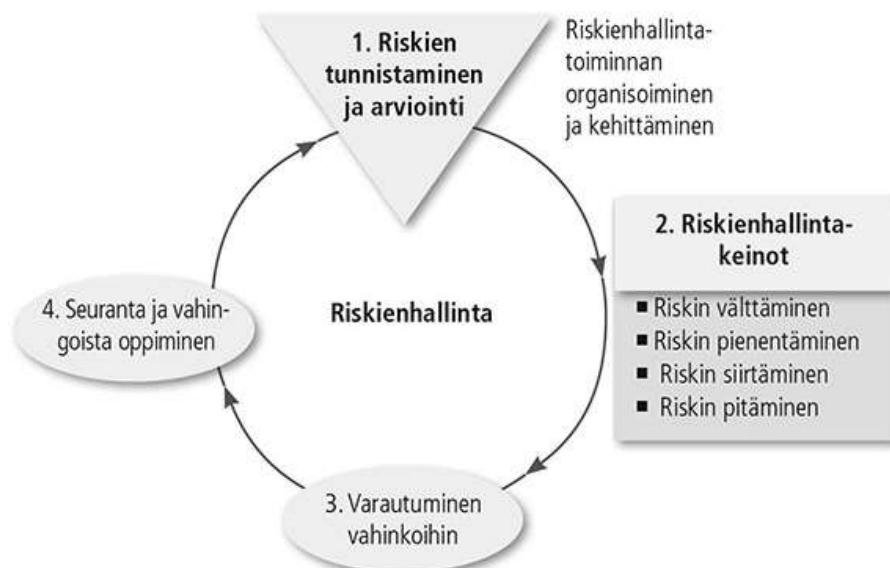 1. Riskien
tunnistaminen
ja arviointi
Riskienhallinta-
toiminnan
organisoiminen
ja kehittäminen
2. Riskienhallinta-
keinot
■ Riskin välttäminen
■ Riskin pienentäminen
■ Riskin siirtäminen
■ Riskin pitäminen
Riskienhallinta
3. Varautuminen
vahinkoihin
4. Seuranta ja vahin-
goista oppiminen